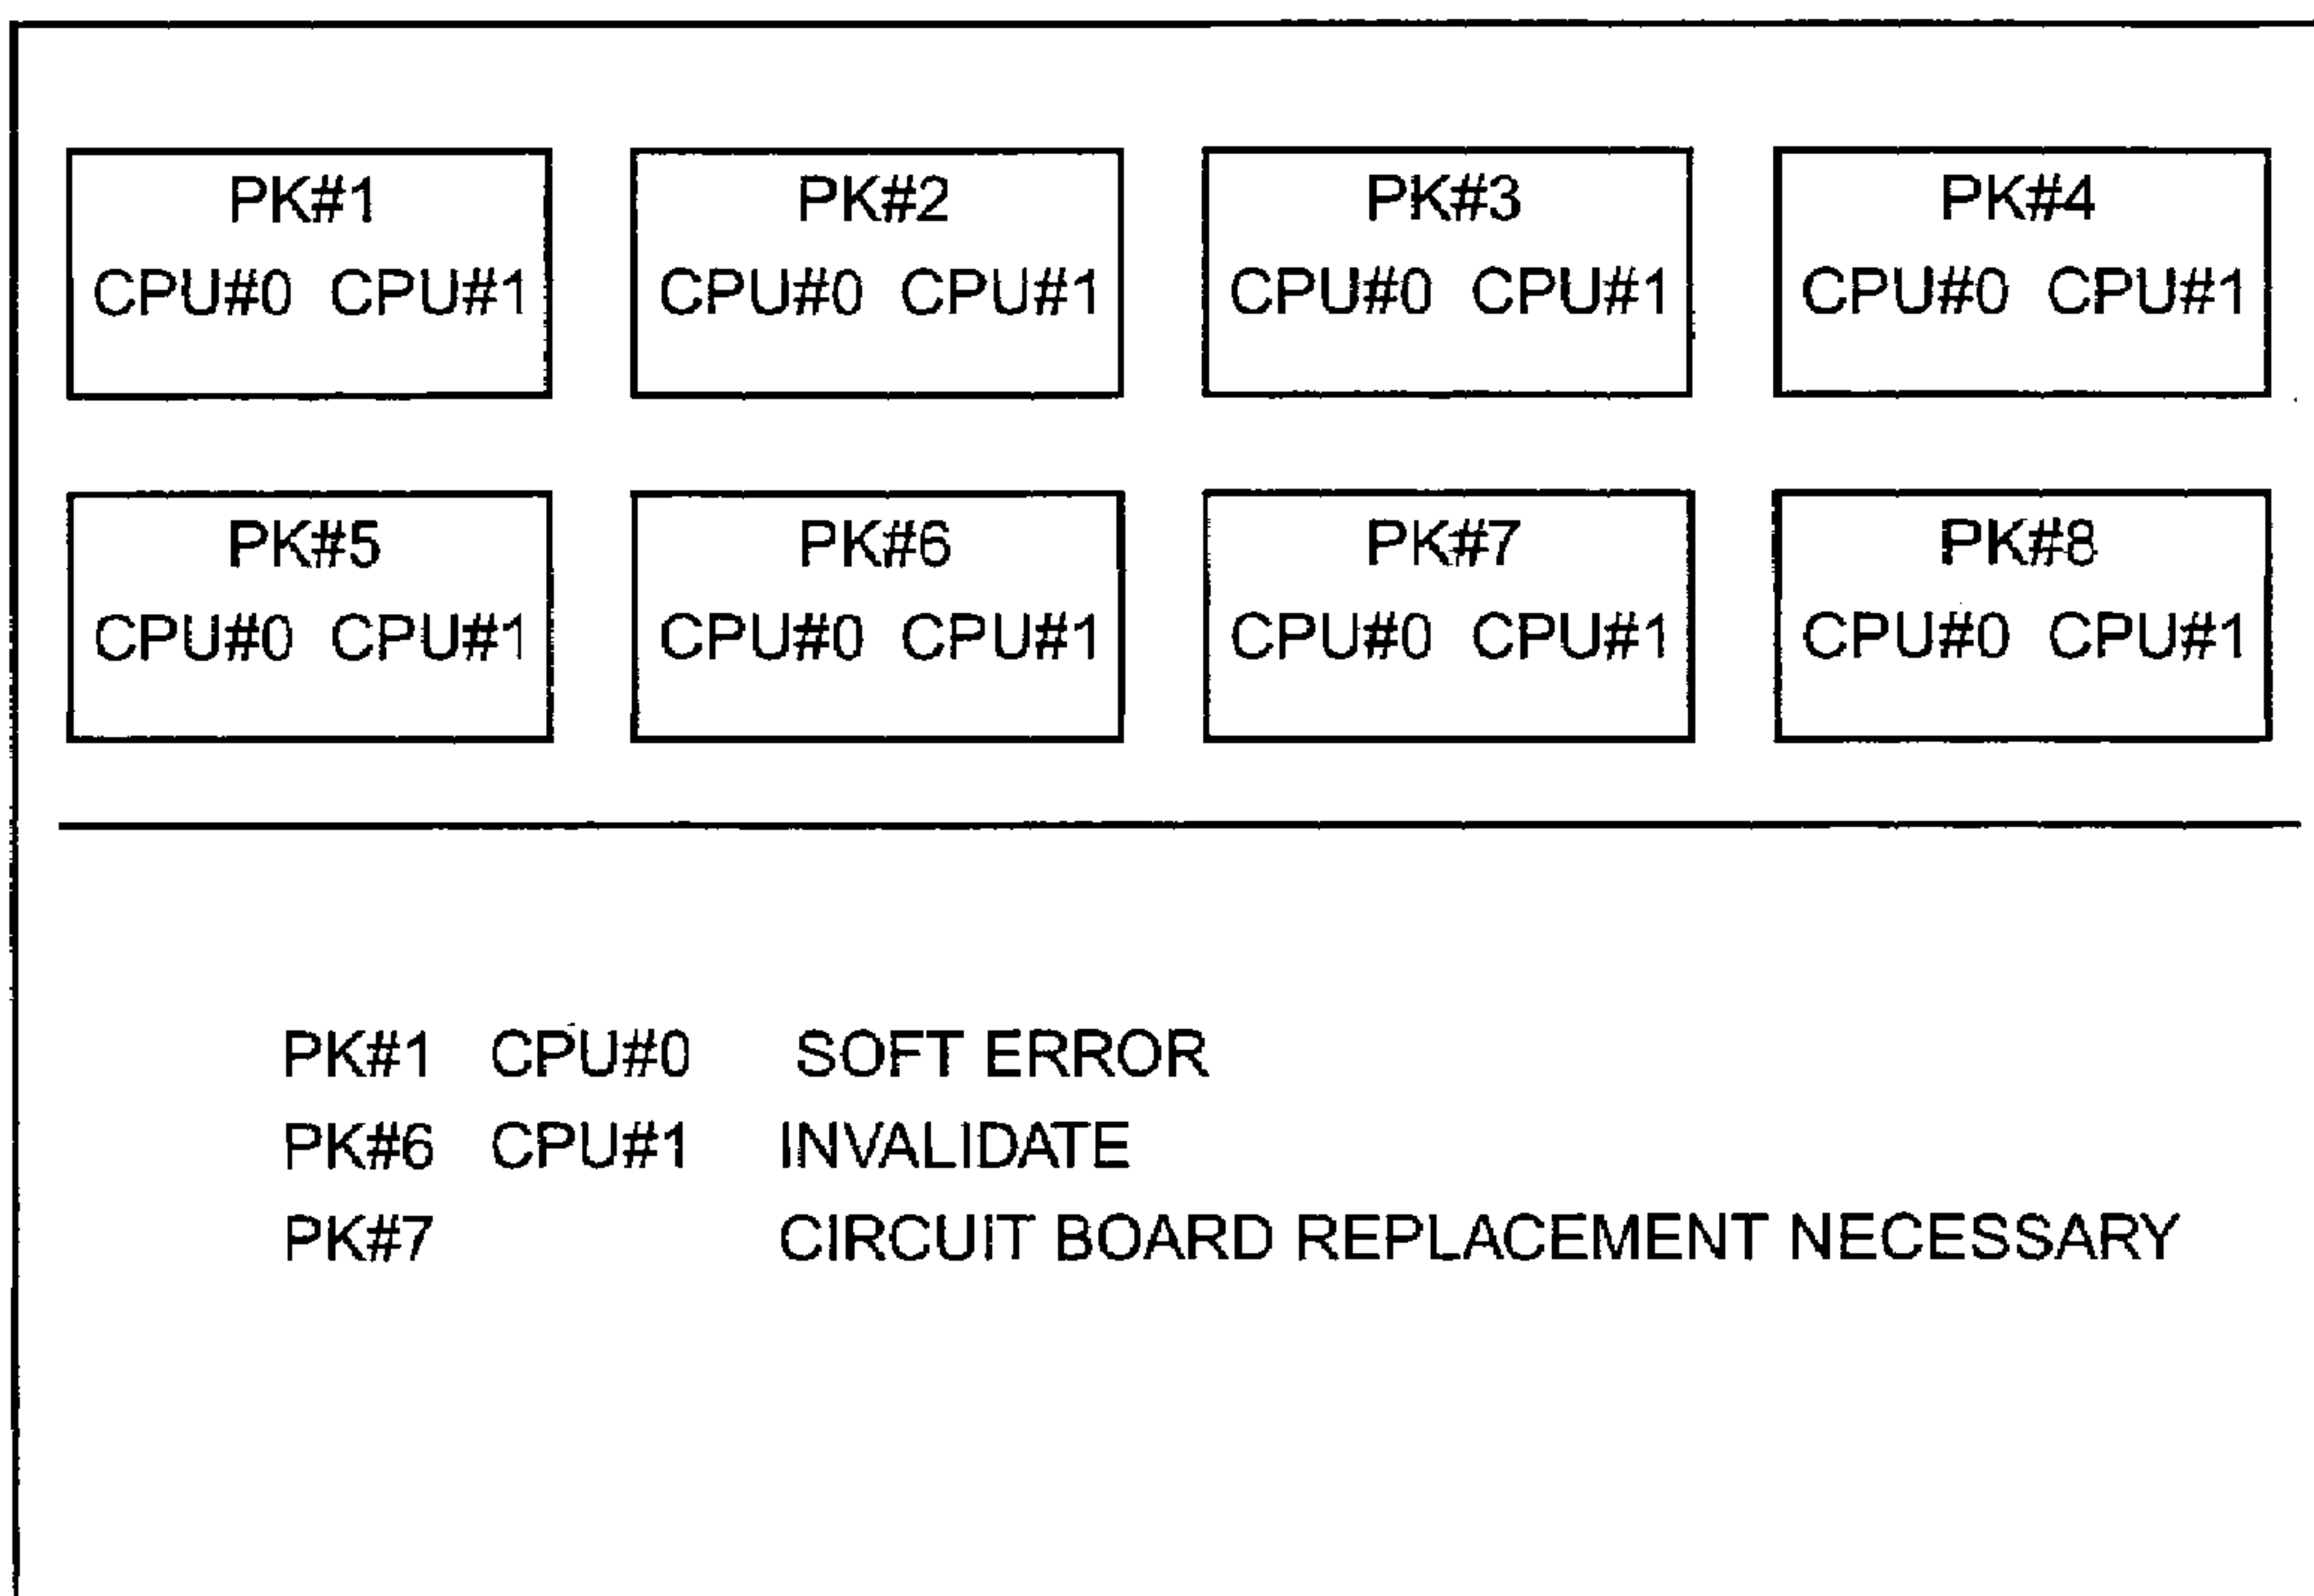 PK#1 PK#2 PK#3 PK#4
CPU#0 CPU#1 CPU#0 CPU#1 CPU#0 CPU#1 CPU#0 CPU#1
PK#5 PK#6 PK#7 PK#8
CPU#0 CPU#1 CPU#0 CPU#1 CPU#0 CPU#1 CPU#0 CPU#1
PK#1 CPU#0 SOFT ERROR
PK#6 CPU#1 INVALIDATE
PK#7 CIRCUIT BOARD REPLACEMENT NECESSARY